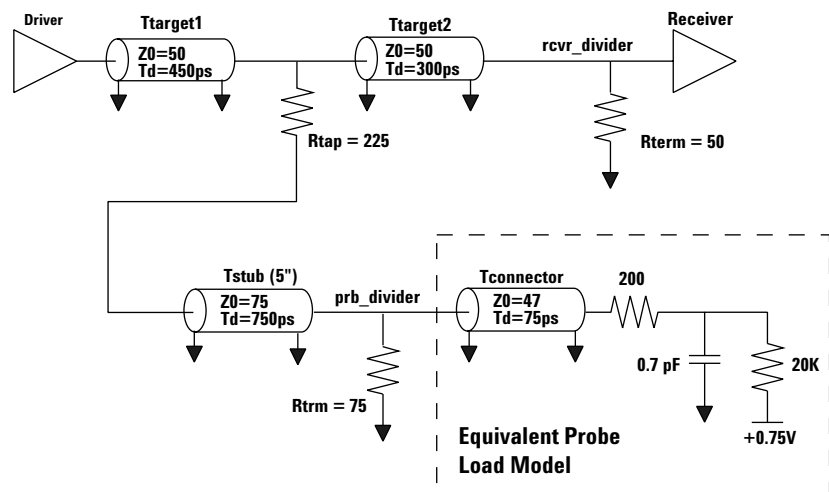 Driver
Ttarget1
Z0=50
Td=450ps
Ttarget2
Z0=50
Td=300ps
rcvr_divider
Receiver
Rtap = 225
Rterm = 50
Tstub (5")
Z0=75
Td=750ps
prb_divider
Rtrm = 75
Tconnector
Z0=47
Td=75ps
200
0.7 pF
20K
+0.75V
Equivalent Probe
Load Model